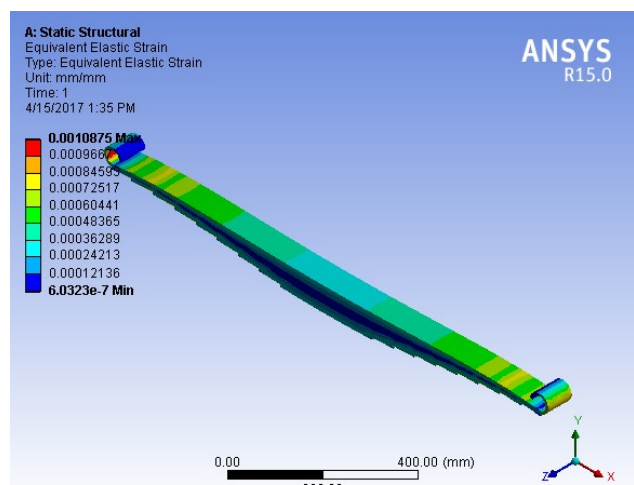 A: Static Structural
Equivalent Elastic Strain
Type: Equivalent Elastic Strain
Unit: mm/mm
Time: 1
4/15/2017 1:35 PM
ANSYS
R15.0
0.0010875 Max
0.0009667
0.00084593
0.00072517
0.00060441
0.00048365
0.00036289
0.00024213
0.00012136
6.0323e-7 Min
0.00
400.00 (mm)
Y
Z
X